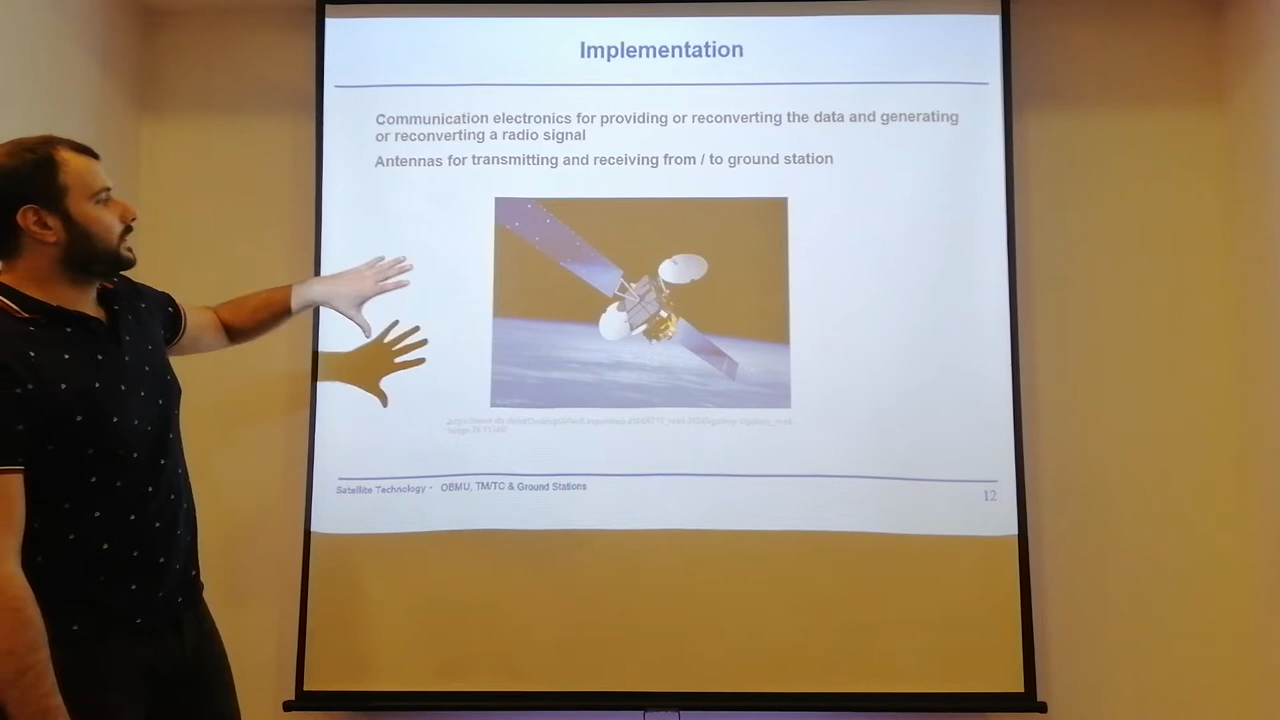 Implementation
Communication electronics for providing or reconverting the data and generating
or reconverting a radio signal
Antennas for transmitting and receiving from / to ground station
Satellite Technology - OBMU, TM/TC & Ground Stations
12